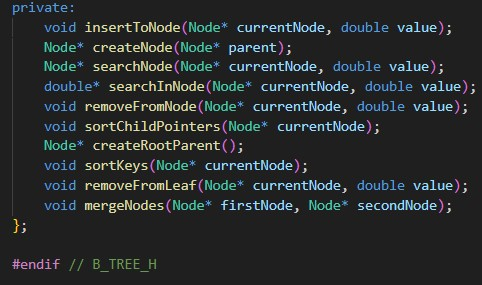 private:
    void insertToNode(Node* currentNode, double value);
    Node* createNode(Node* parent);
    Node* searchNode(Node* currentNode, double value);
    double* searchInNode(Node* currentNode, double value);
    void removeFromNode(Node* currentNode, double value);
    void sortChildPointers(Node* currentNode);
    Node* createRootParent();
    void sortKeys(Node* currentNode);
    void removeFromLeaf(Node* currentNode, double value);
    void mergeNodes(Node* firstNode, Node* secondNode);
};

#endif // B_TREE_H